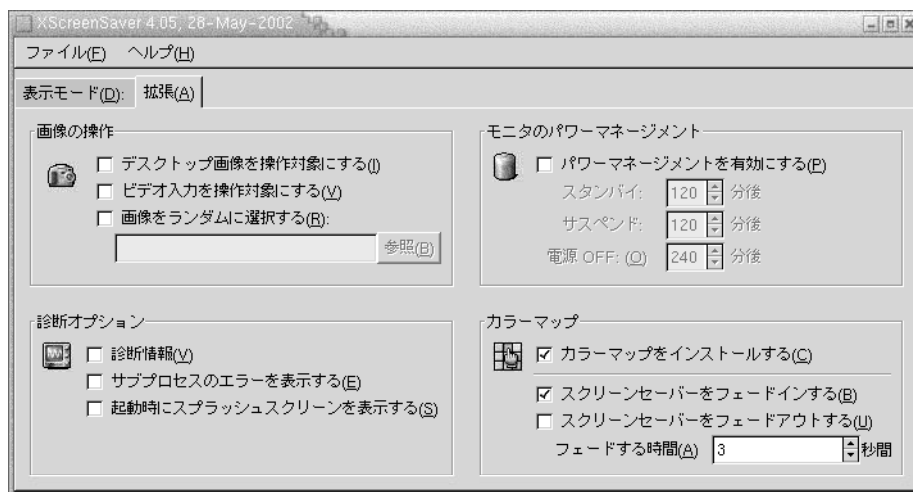 XScreenSaver 4.05, 28-May-2002
ファイル(F) ヘルプ(H)
表示モード(D): 拡張(A)
画像の操作
デスクトップ画像を操作対象にする(I)
ビデオ入力を操作対象にする(V)
画像をランダムに選択する(R):
参照(B)
モニタのパワーマネージメント
パワーマネージメントを有効にする(P)
スタンバイ: 120 分後
サスペンド: 120 分後
電源 OFF: (O) 240 分後
診断オプション
診断情報(V)
サブプロセスのエラーを表示する(E)
起動時にスプラッシュスクリーンを表示する(S)
カラーマップ
カラーマップをインストールする(C)
スクリーンセーバーをフェードインする(B)
スクリーンセーバーをフェードアウトする(U)
フェードする時間(A) 3 秒間